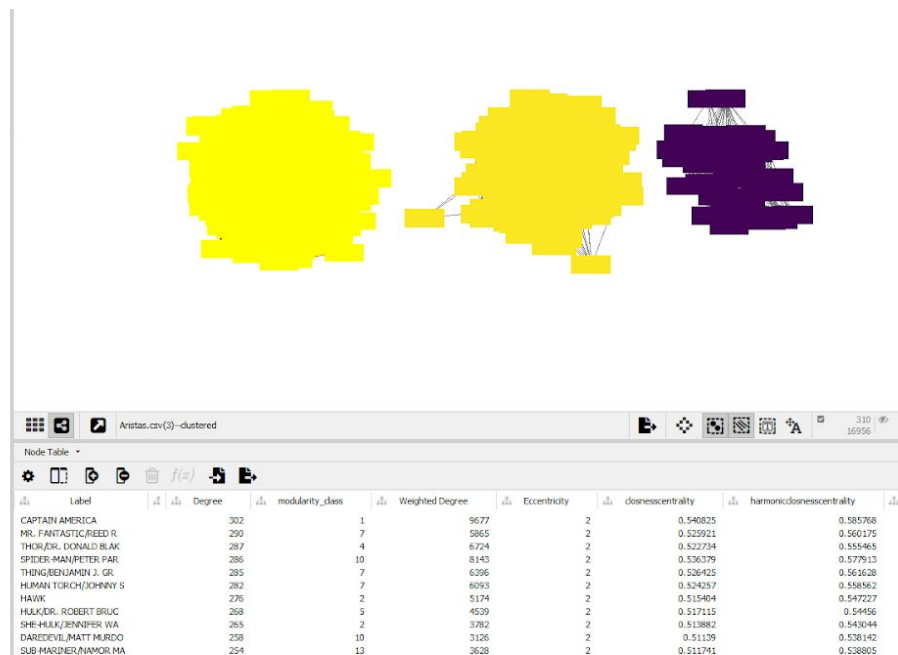 Aristas.csv(3)--clustered
310
16956
Node Table
f(x)
Label Degree modularity_class Weighted Degree Eccentricity closnesscentrality harmonicclosnesscentrality
CAPTAIN AMERICA 302 1 9677 2 0.540825 0.585768
MR. FANTASTIC/REED R 290 7 5865 2 0.525921 0.560175
THOR/DR. DONALD BLAK 287 4 6724 2 0.522734 0.555465
SPIDER-MAN/PETER PAR 286 10 8143 2 0.536379 0.577913
THING/BENJAMIN J. GR 285 7 6396 2 0.526425 0.561628
HUMAN TORCH/JOHNNY S 282 7 6093 2 0.524257 0.558562
HAWK 276 2 5174 2 0.515404 0.547227
HULK/DR. ROBERT BRUC 268 5 4539 2 0.517115 0.54456
SHE-HULK/JENNIFER WA 265 2 3782 2 0.513882 0.543044
DAREDEVIL/MATT MURDO 258 10 3126 2 0.51139 0.538142
SUB-MARINER/NAMOR MA 254 13 3628 2 0.511741 0.538805